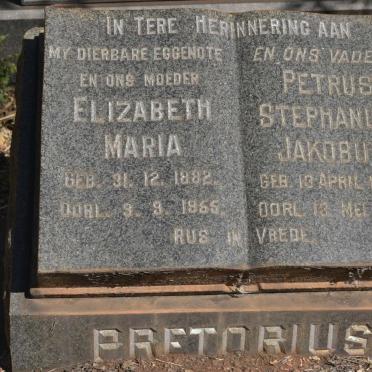 IN TERE HERINNERING AAN
MY DIERBARE EGGENOTE
EN ONS MOEDER
ELIZABETH
MARIA
GEB. 31. 12. 1882.
OORL. 3. 9. 1965.
EN ONS VADE
PETRUS
STEPHANU
JAKOBU
GEB. 13 APRIL
OORL. 13 MEI
RUS IN VREDE.
PRETORIUS